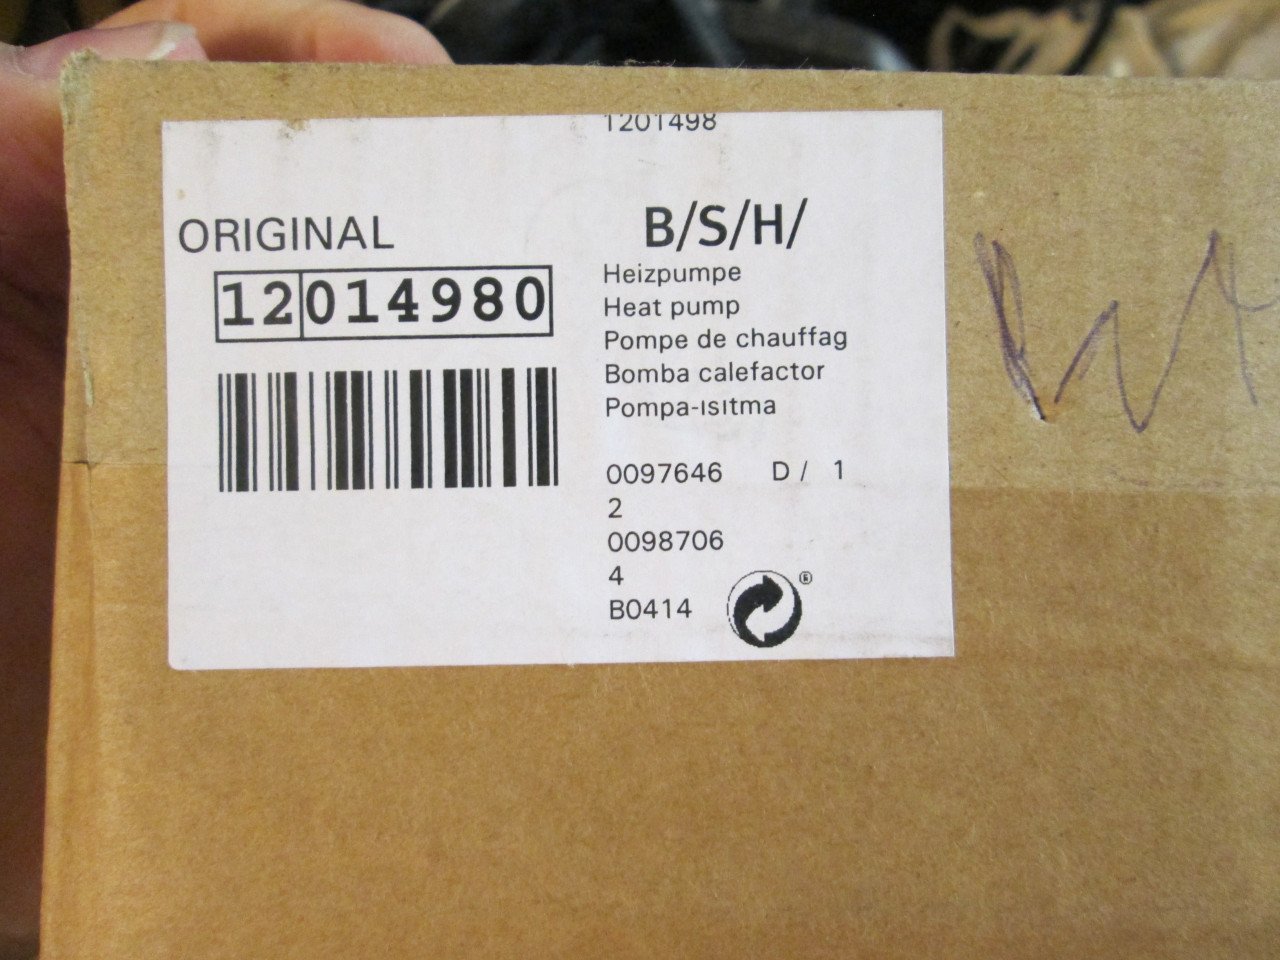 1201498
ORIGINAL
B/S/H/
12014980
Heizpumpe
Heat pump
Pompe de chauffag
Bomba calefactor
Pompa-ısıtma
0097646 D / 1
2
0098706
4
B0414
®